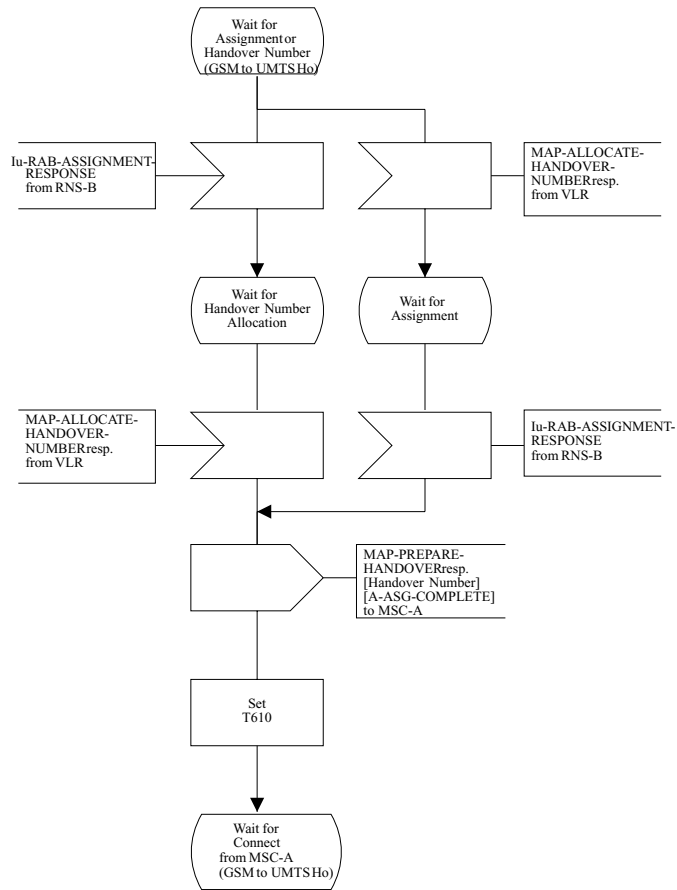 Wait for
Assignment or
Handover Number
(GSM to UMTS Ho)
Iu-RAB-ASSIGNMENT-
RESPONSE
from RNS-B
MAP-ALLOCATE-
HANDOVER-
NUMBER resp.
from VLR
Wait for
Handover Number
Allocation
Wait for
Assignment
MAP-ALLOCATE-
HANDOVER-
NUMBER resp.
from VLR
Iu-RAB-ASSIGNMENT-
RESPONSE
from RNS-B
MAP-PREPARE-
HANDOVER resp.
[Handover Number]
[A-ASG-COMPLETE]
to MSC-A
Set
T610
Wait for
Connect
from MSC-A
(GSM to UMTS Ho)